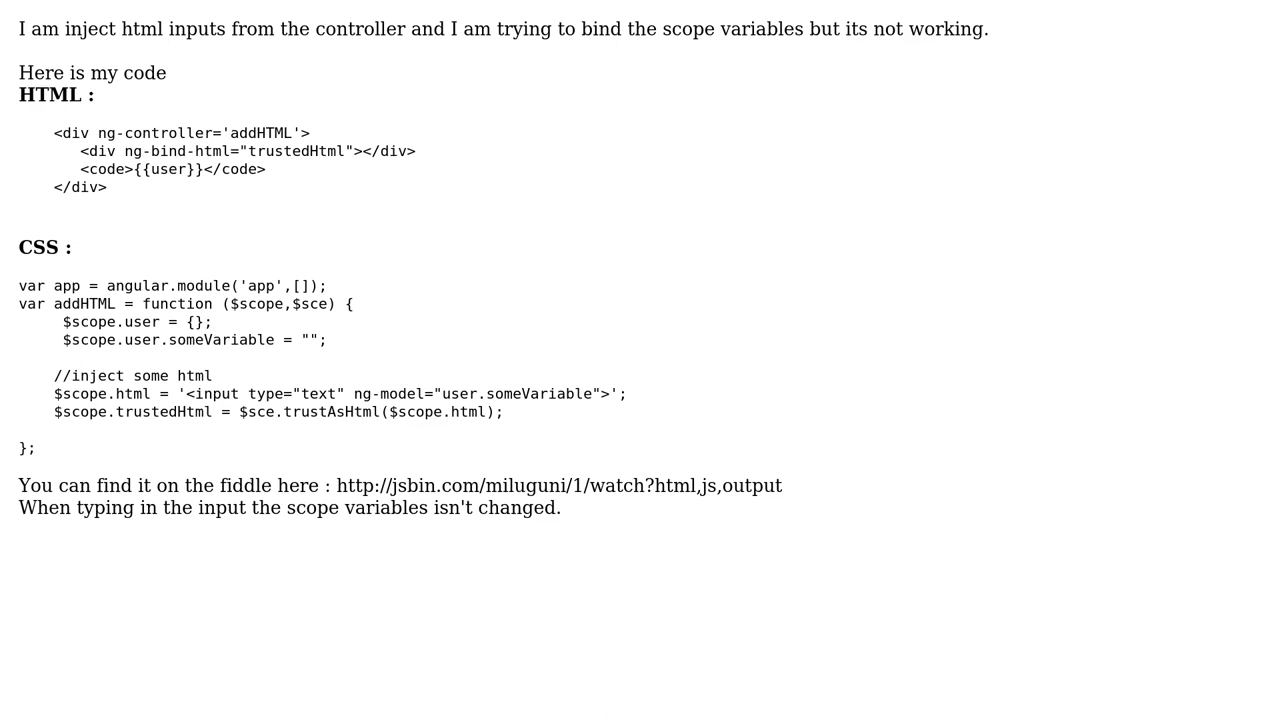 I am inject html inputs from the controller and I am trying to bind the scope variables but its not working.
Here is my code
HTML :
<div ng-controller='addHTML'>
<div ng-bind-html="trustedHtml"></div>
<code>{{user}}</code>
</div>
CSS :
var app = angular.module('app',[]);
var addHTML = function ($scope,$sce) {
$scope.user = {};
$scope.user.someVariable = "";
//inject some html
$scope.html = '<input type="text" ng-model="user.someVariable">';
$scope.trustedHtml = $sce.trustAsHtml($scope.html);
};
You can find it on the fiddle here : http://jsbin.com/miluguni/1/watch?html,js,output
When typing in the input the scope variables isn't changed.